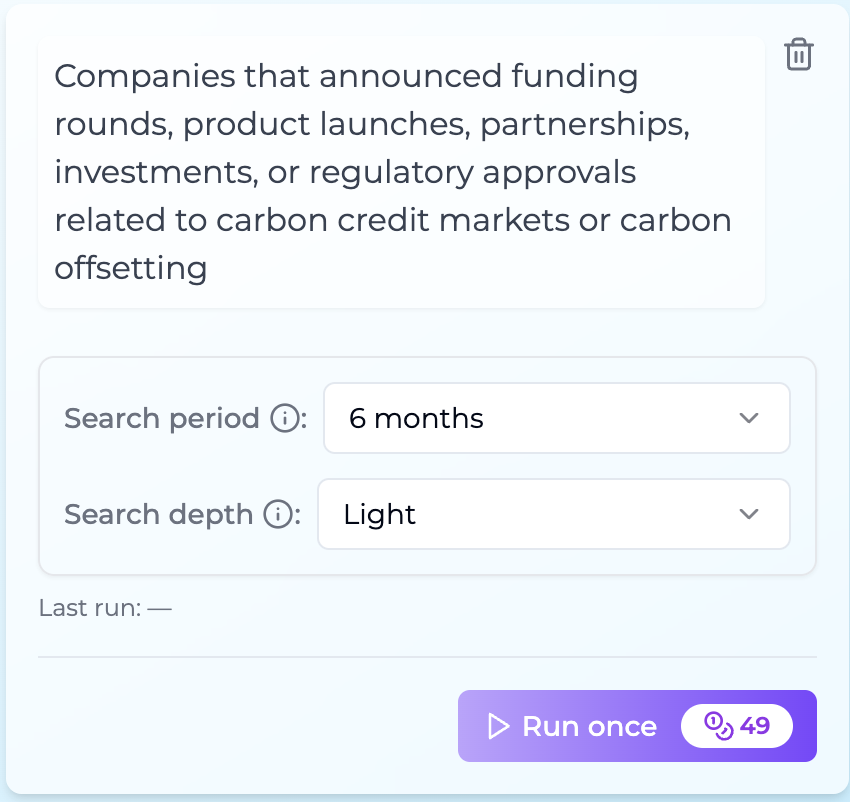 Companies that announced funding
rounds, product launches, partnerships,
investments, or regulatory approvals
related to carbon credit markets or carbon
offsetting
Search period i: 6 months
Search depth i: Light
Last run: —
Run once 49